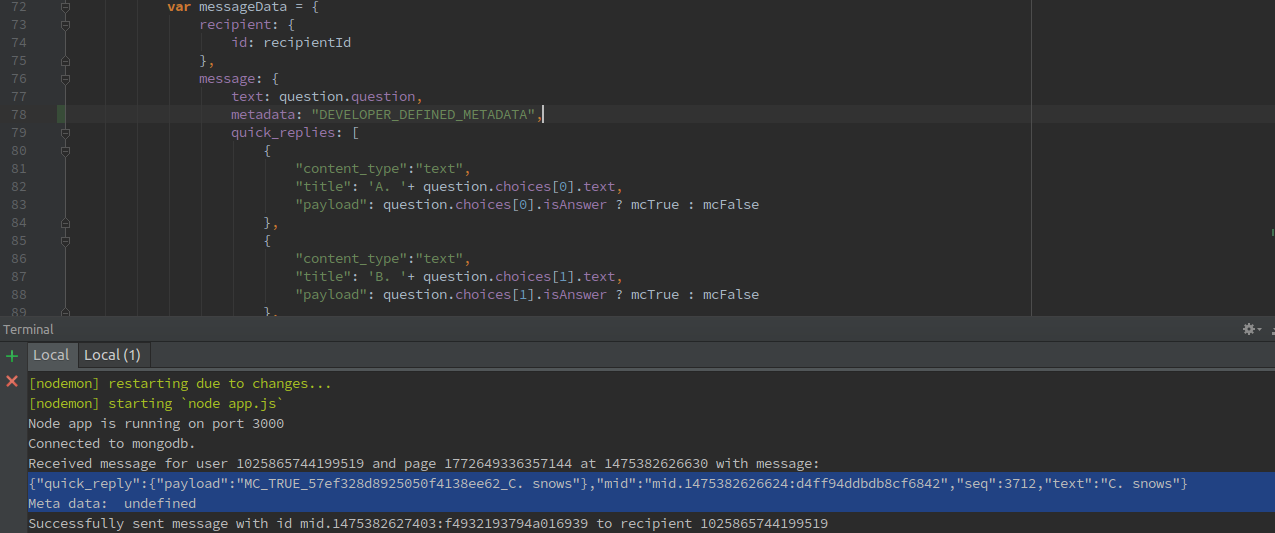 72 var messageData = {
73 recipient: {
74 id: recipientId
75 },
76 message: {
77 text: question.question,
78 metadata: "DEVELOPER_DEFINED_METADATA",
79 quick_replies: [
80 {
81 "content_type":"text",
82 "title": 'A. '+ question.choices[0].text,
83 "payload": question.choices[0].isAnswer ? mcTrue : mcFalse
84 },
85 {
86 "content_type":"text",
87 "title": 'B. '+ question.choices[1].text,
88 "payload": question.choices[1].isAnswer ? mcTrue : mcFalse
89 },
Terminal
Local Local (1)
[nodemon] restarting due to changes...
[nodemon] starting `node app.js`
Node app is running on port 3000
Connected to mongodb.
Received message for user 1025865744199519 and page 1772649336357144 at 1475382626630 with message:
{"quick_reply":{"payload":"MC_TRUE_57ef328d8925050f4138ee62_C. snows"},"mid":"mid.1475382626624:d4ff94ddbdb8cf6842","seq":3712,"text":"C. snows"}
Meta data:  undefined
Successfully sent message with id mid.1475382627403:f4932193794a016939 to recipient 1025865744199519